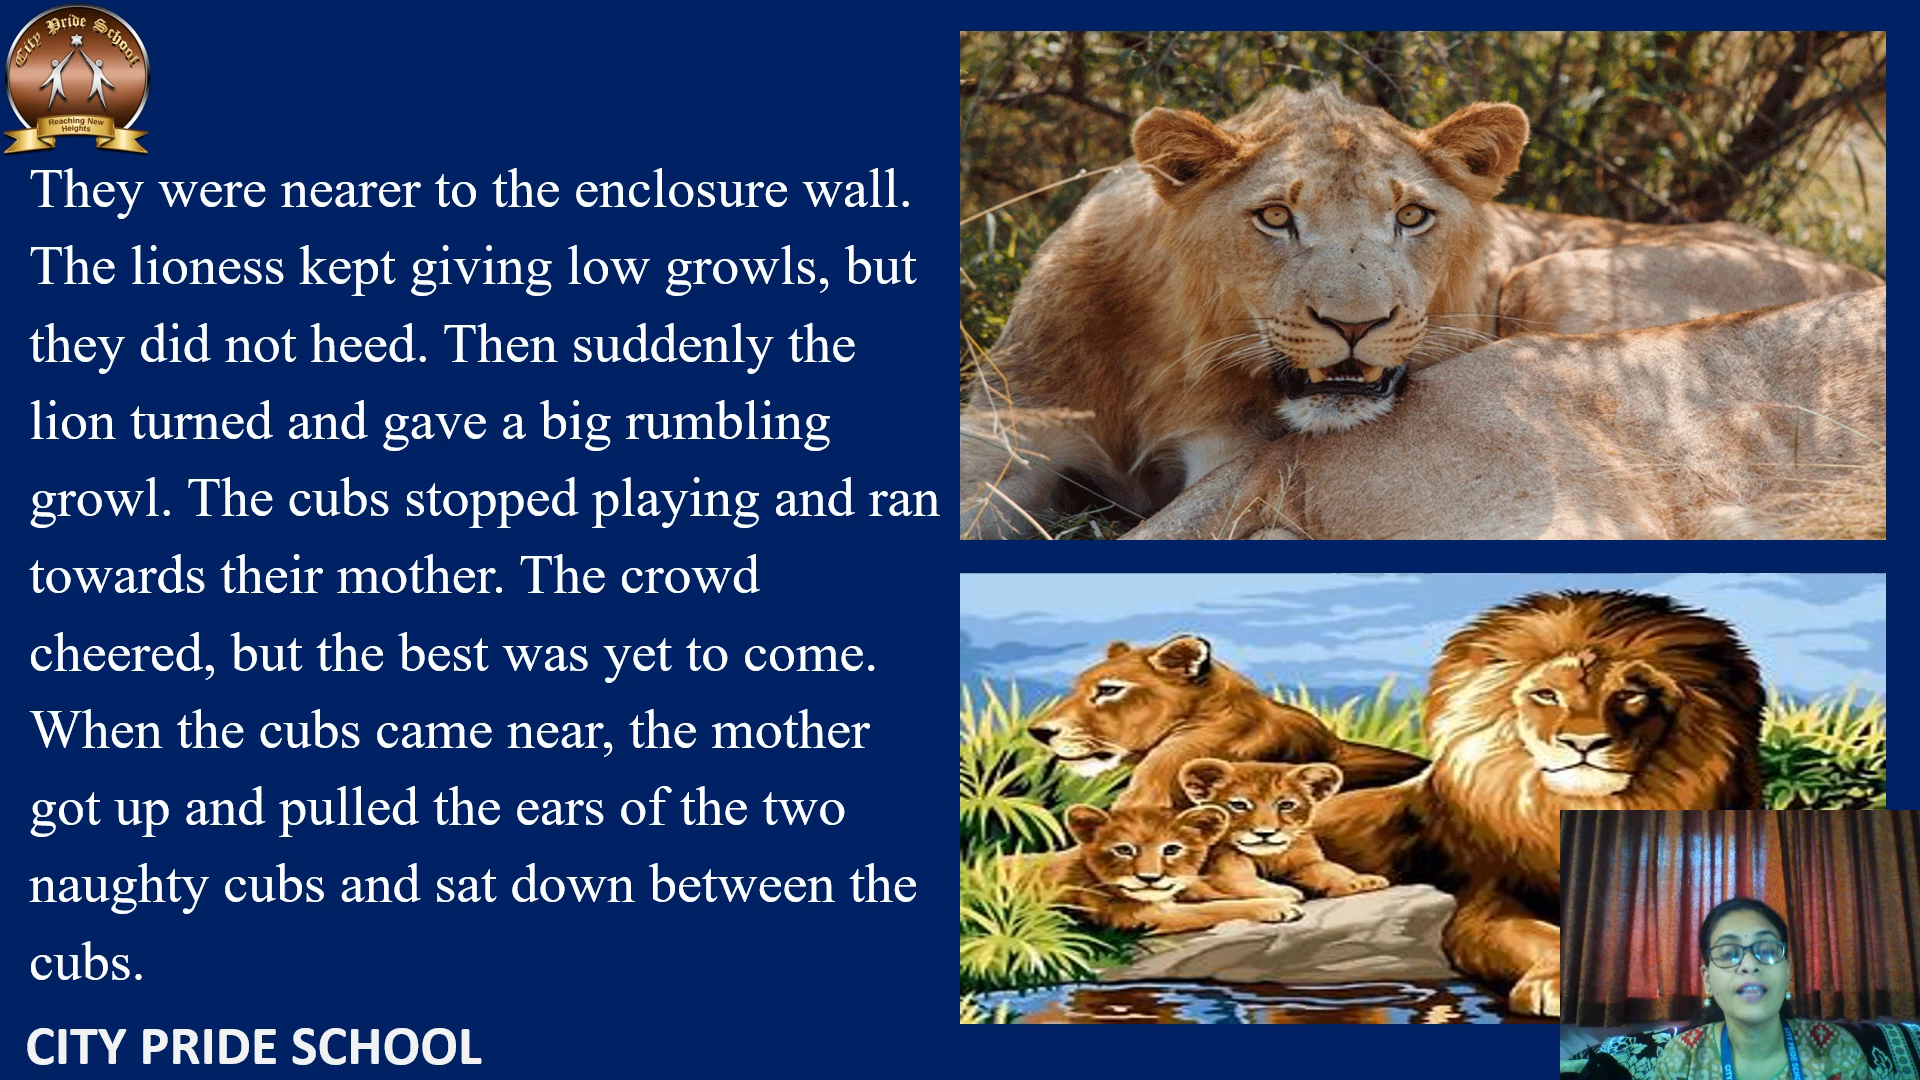 City Pride School
Reaching New
Heights
They were nearer to the enclosure wall.
The lioness kept giving low growls, but
they did not heed. Then suddenly the
lion turned and gave a big rumbling
growl. The cubs stopped playing and ran
towards their mother. The crowd
cheered, but the best was yet to come.
When the cubs came near, the mother
got up and pulled the ears of the two
naughty cubs and sat down between the
cubs.
CITY PRIDE SCHOOL